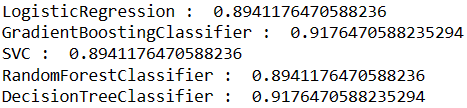 LogisticRegression :  0.8941176470588236
GradientBoostingClassifier :  0.9176470588235294
SVC :  0.8941176470588236
RandomForestClassifier :  0.8941176470588236
DecisionTreeClassifier :  0.9176470588235294